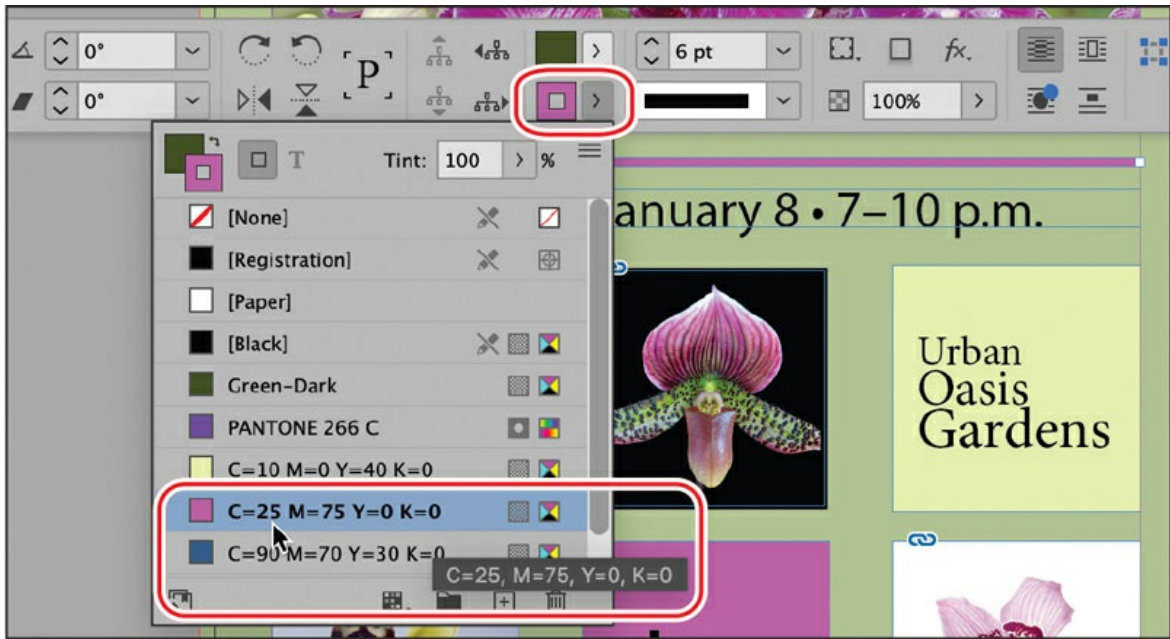 0°
6 pt
fx.
P
0°
100%
T
Tint: 100 %
[None]
anuary 8 • 7–10 p.m.
[Registration]
[Paper]
[Black]
Urban
Oasis
Gardens
Green-Dark
PANTONE 266 C
C=10 M=0 Y=40 K=0
C=25 M=75 Y=0 K=0
C=90 M=70 Y=30 K=0
C=25, M=75, Y=0, K=0